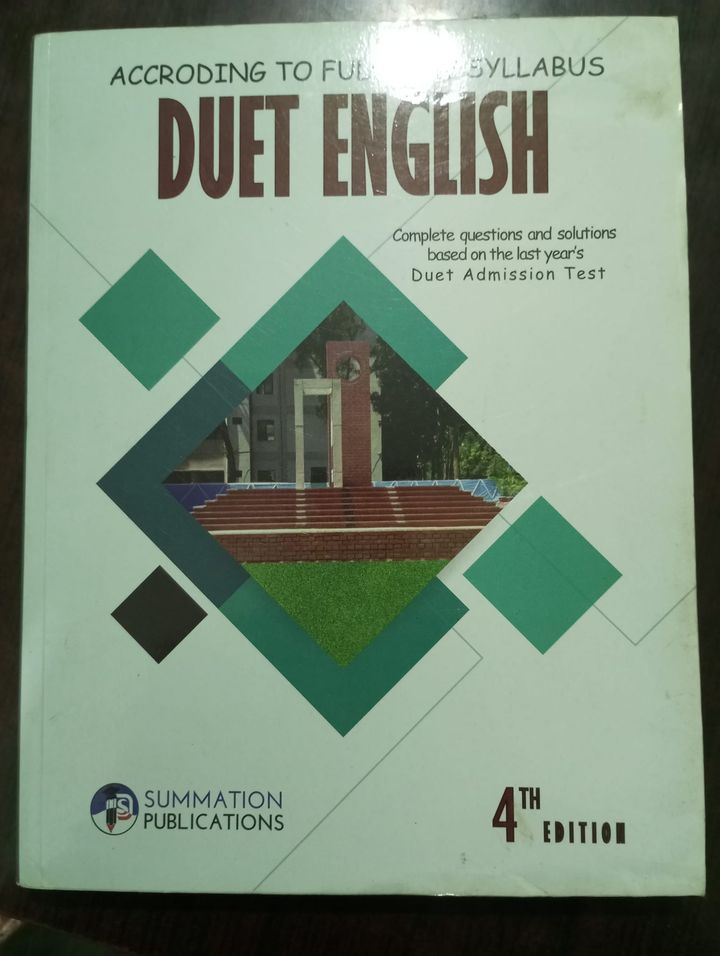 ACCRODING TO SYLLABUS
DUET ENGLISH
Complete questions and solutions
based on the last year's
Duet Admission Test
SUMMATION
PUBLICATIONS
4TH
EDITION